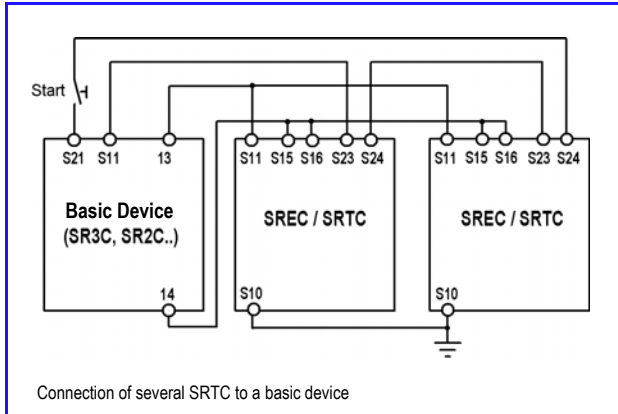 Start
S21 S11 13
S11 S15 S16 S23 S24
S11 S15 S16 S23 S24
Basic Device
(SR3C, SR2C..)
SREC / SRTC
SREC / SRTC
14
S10
S10
Connection of several SRTC to a basic device